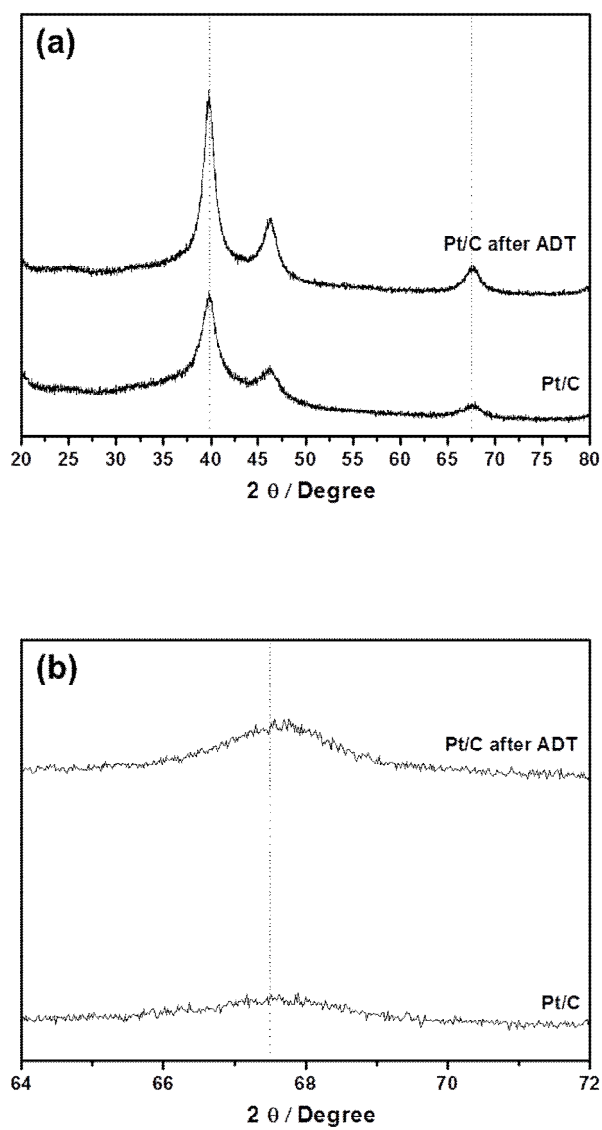 (a)
Pt/C after ADT
Pt/C
20 25 30 35 40 45 50 55 60 65 70 75 80
2 θ / Degree
(b)
Pt/C after ADT
Pt/C
64 66 68 70 72
2 θ / Degree